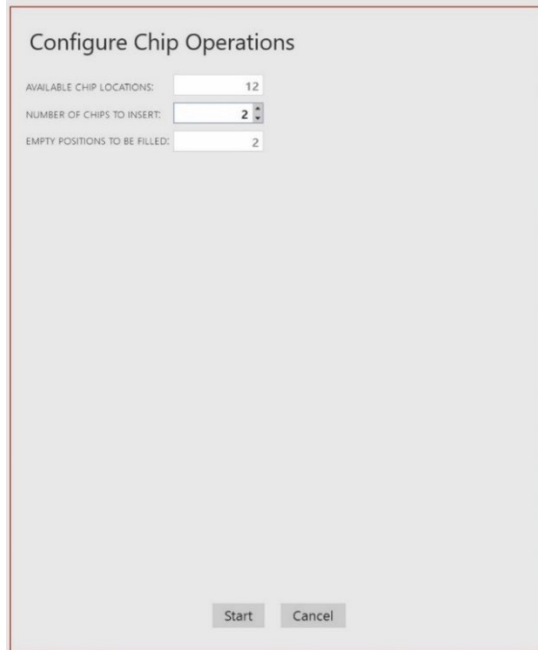 Configure Chip Operations
AVAILABLE CHIP LOCATIONS: 12
NUMBER OF CHIPS TO INSERT: 2
EMPTY POSITIONS TO BE FILLED: 2
Start Cancel